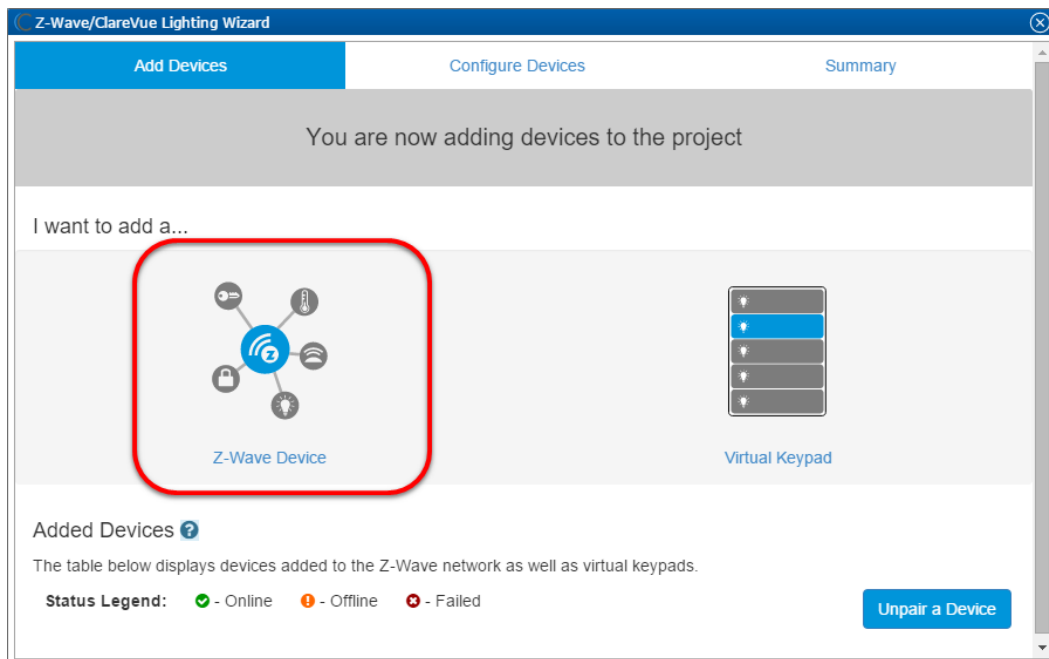 Z-Wave/ClareVue Lighting Wizard
Add Devices Configure Devices Summary
You are now adding devices to the project
I want to add a...
Z-Wave Device Virtual Keypad
Added Devices ?
The table below displays devices added to the Z-Wave network as well as virtual keypads.
Status Legend: - Online - Offline - Failed
Unpair a Device